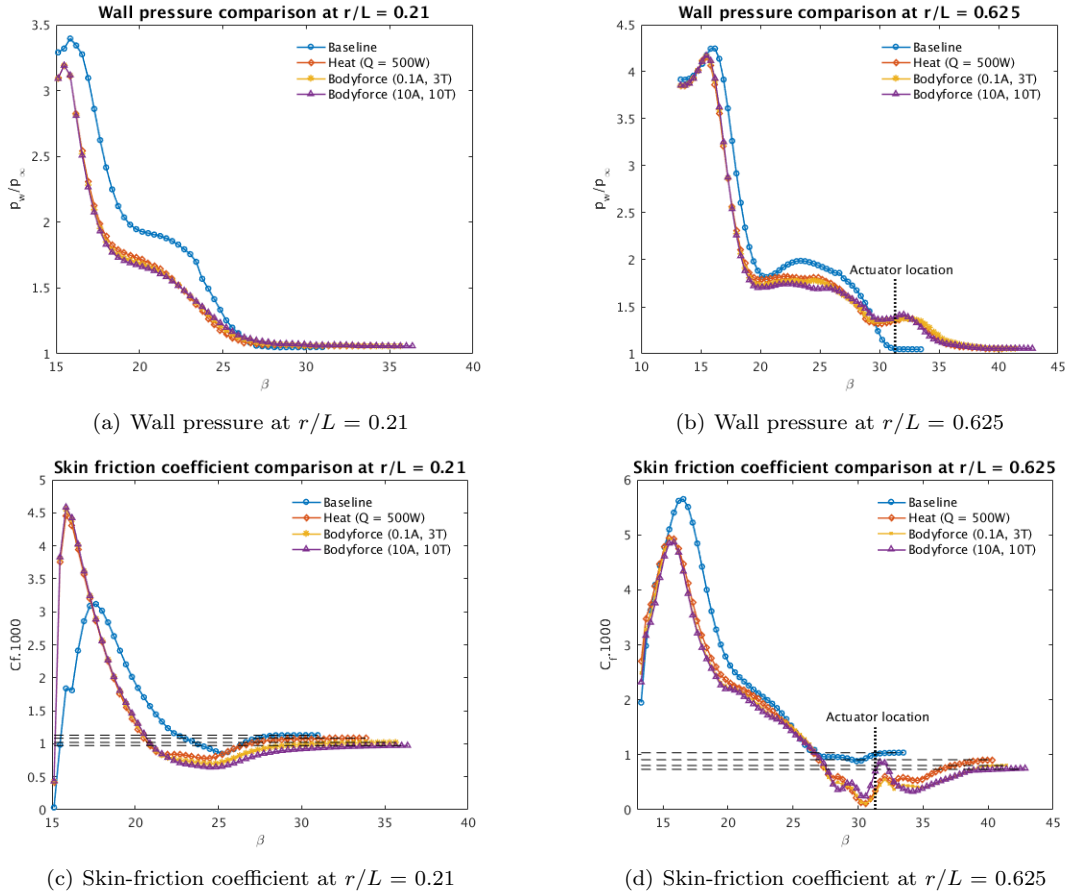 Wall pressure comparison at r/L = 0.21
3.5
3
2.5
2
1.5
1
p_w/p_∞
15
20
25
30
35
40
β
Baseline
Heat (Q = 500W)
Bodyforce (0.1A, 3T)
Bodyforce (10A, 10T)
(a) Wall pressure at r/L = 0.21
Wall pressure comparison at r/L = 0.625
4.5
4
3.5
3
2.5
2
1.5
1
p_w/p_∞
10
15
20
25
30
35
40
45
β
Baseline
Heat (Q = 500W)
Bodyforce (0.1A, 3T)
Bodyforce (10A, 10T)
Actuator location
(b) Wall pressure at r/L = 0.625
Skin friction coefficient comparison at r/L = 0.21
5
4.5
4
3.5
3
2.5
2
1.5
1
0.5
0
Cf.1000
15
20
25
30
35
40
β
Baseline
Heat (Q = 500W)
Bodyforce (0.1A, 3T)
Bodyforce (10A, 10T)
(c) Skin-friction coefficient at r/L = 0.21
Skin friction coefficient comparison at r/L = 0.625
6
5
4
3
2
1
0
C_f.1000
15
20
25
30
35
40
45
β
Baseline
Heat (Q = 500W)
Bodyforce (0.1A, 3T)
Bodyforce (10A, 10T)
Actuator location
(d) Skin-friction coefficient at r/L = 0.625